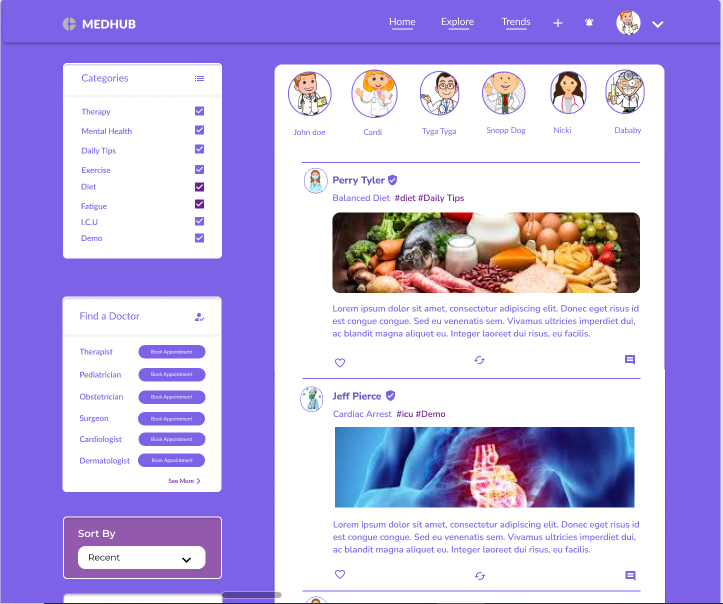 MEDHUB
Home Explore Trends
Categories
Therapy
Mental Health
Daily Tips
Exercise
Diet
Fatigue
I.C.U
Demo
Find a Doctor
Therapist Book Appointment
Pediatrician Book Appointment
Obstetrician Book Appointment
Surgeon Book Appointment
Cardiologist Book Appointment
Dermatologist Book Appointment
See More
Sort By
Recent
John doe Cardi Tyga Tyga Snopp Dog Nicki Dababy
Perry Tyler
Balanced Diet #diet #Daily Tips
Lorem ipsum dolor sit amet, consectetur adipiscing elit. Donec eget risus id
est congue congue. Sed eu venenatis sem. Vivamus ultricies imperdiet dui,
ac blandit magna aliquet eu. Integer laoreet dui risus, eu facilis.
Jeff Pierce
Cardiac Arrest #icu #Demo
Lorem ipsum dolor sit amet, consectetur adipiscing elit. Donec eget risus id
est congue congue. Sed eu venenatis sem. Vivamus ultricies imperdiet dui,
ac blandit magna aliquet eu. Integer laoreet dui risus, eu facilis.